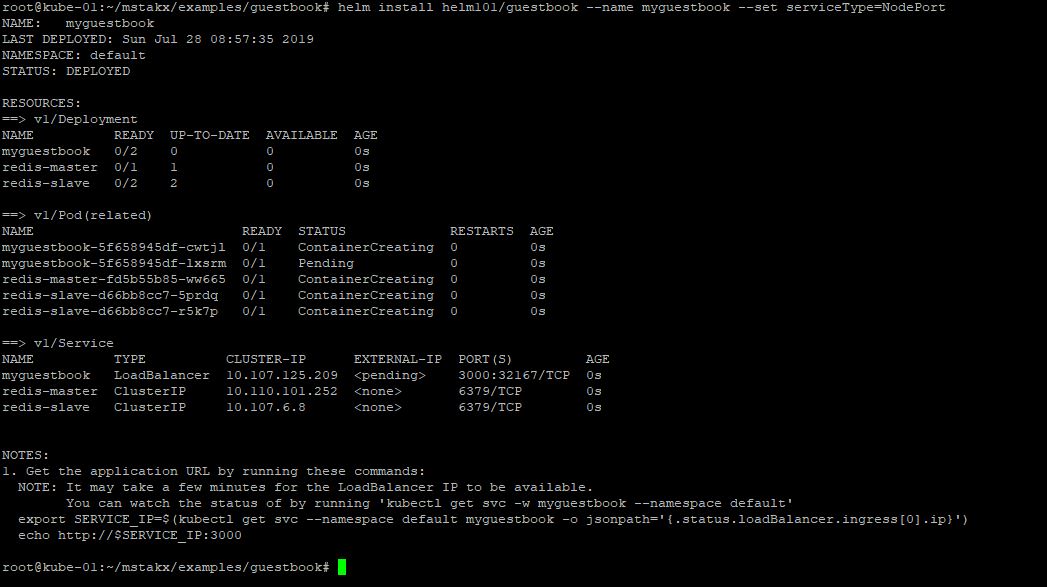 root@kube-01:~/mstakx/examples/guestbook# helm install helm101/guestbook --name myguestbook --set serviceType=NodePort
NAME:   myguestbook
LAST DEPLOYED: Sun Jul 28 08:57:35 2019
NAMESPACE: default
STATUS: DEPLOYED

RESOURCES:
==> v1/Deployment
NAME          READY  UP-TO-DATE  AVAILABLE  AGE
myguestbook   0/2    0           0          0s
redis-master  0/1    1           0          0s
redis-slave   0/2    2           0          0s

==> v1/Pod(related)
NAME                          READY  STATUS             RESTARTS  AGE
myguestbook-5f658945df-cwtjl  0/1    ContainerCreating  0         0s
myguestbook-5f658945df-lxsrm  0/1    Pending            0         0s
redis-master-fd5b55b85-ww665  0/1    ContainerCreating  0         0s
redis-slave-d66bb8cc7-5prdq   0/1    ContainerCreating  0         0s
redis-slave-d66bb8cc7-r5k7p   0/1    ContainerCreating  0         0s

==> v1/Service
NAME          TYPE          CLUSTER-IP      EXTERNAL-IP  PORT(S)         AGE
myguestbook   LoadBalancer  10.107.125.209  <pending>    3000:32167/TCP  0s
redis-master  ClusterIP     10.110.101.252  <none>       6379/TCP        0s
redis-slave   ClusterIP     10.107.6.8      <none>       6379/TCP        0s

NOTES:
1. Get the application URL by running these commands:
  NOTE: It may take a few minutes for the LoadBalancer IP to be available.
        You can watch the status of by running 'kubectl get svc -w myguestbook --namespace default'
  export SERVICE_IP=$(kubectl get svc --namespace default myguestbook -o jsonpath='{.status.loadBalancer.ingress[0].ip}')
  echo http://$SERVICE_IP:3000

root@kube-01:~/mstakx/examples/guestbook#